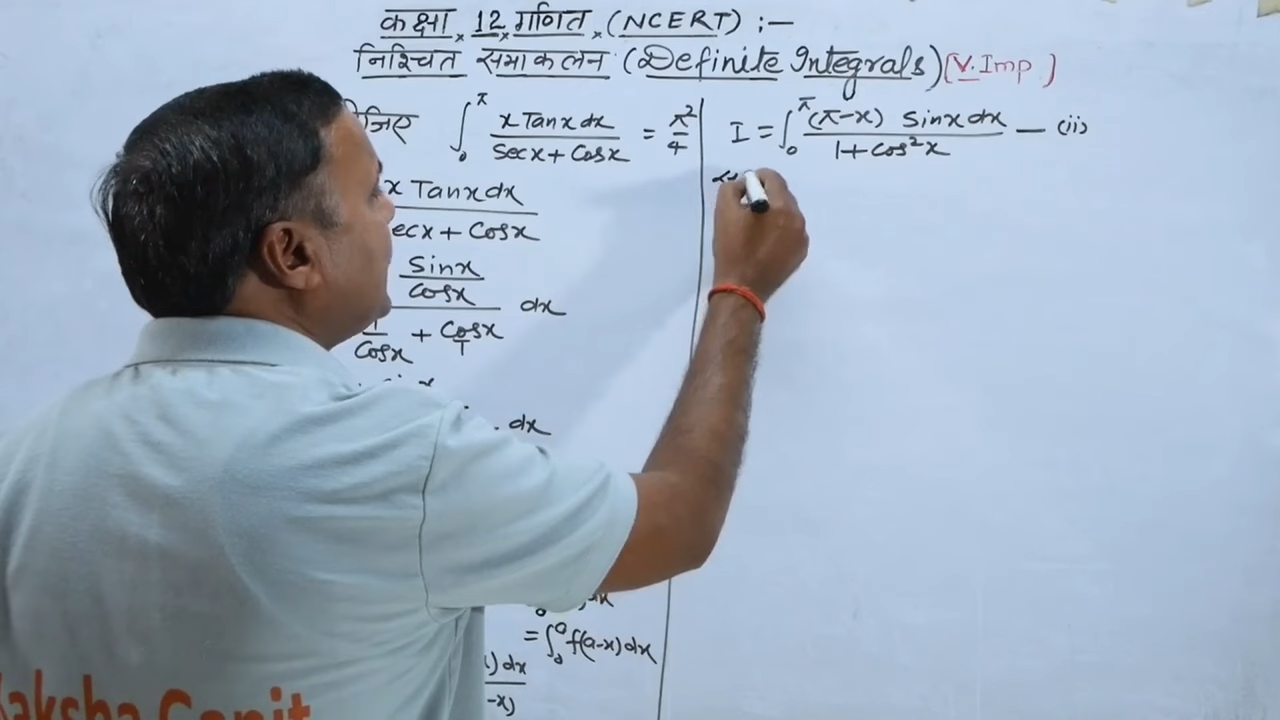 कक्षा × 12 × गणित × (NCERT) :—
निश्चित समाकलन (Definite Integrals) [V. Imp.]
∫₀^π x Tanx dx / Secx + Cosx = π²/4
x Tanx dx
ecx + Cosx
Sinx
Cosx
dx
Cosx + Cosx/1
dx
= ∫₀^a f(a-x) dx
) dx
-x)
I = ∫₀^π (π-x) Sinx dx / 1 + Cos²x — (ii)
aksha Ganit